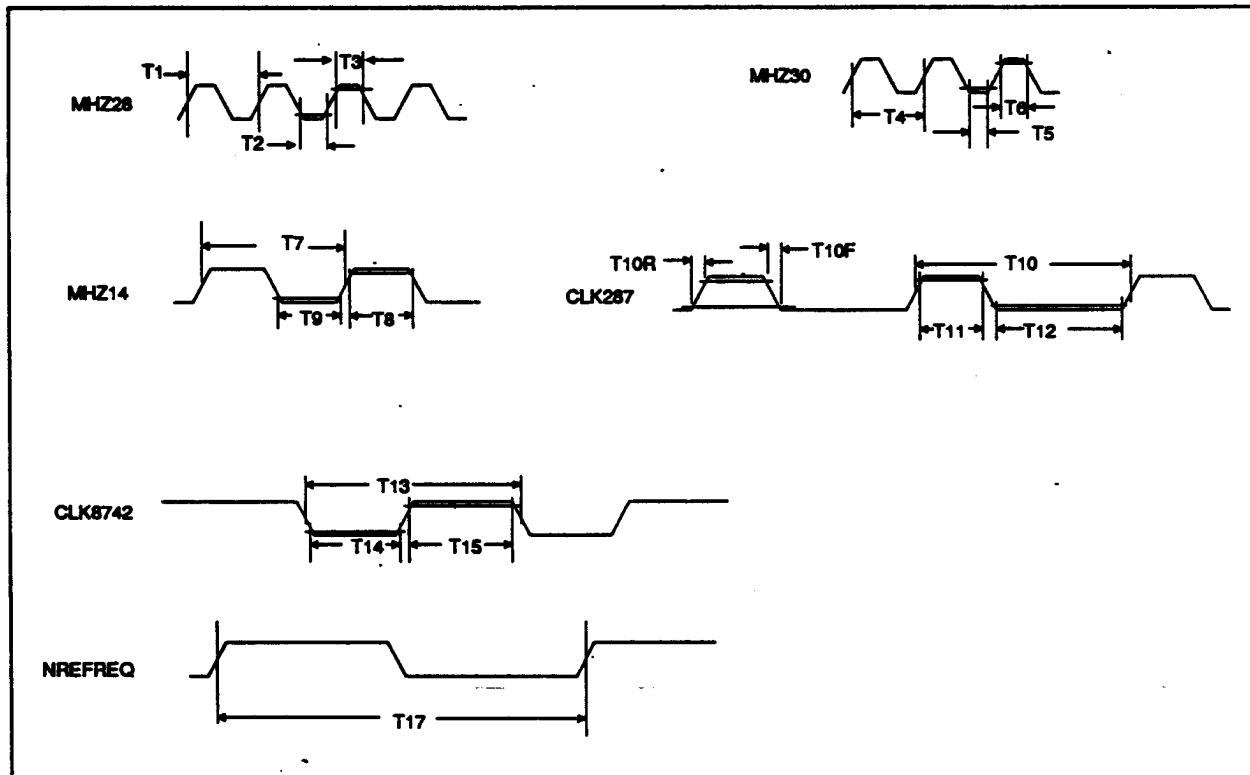 T1
T3
MHZ28
T2
MHZ30
T4
T6
T5
T7
MHZ14
T9
T8
T10R
T10F
T10
CLK287
T11
T12
T13
CLK8742
T14
T15
NREFREQ
T17